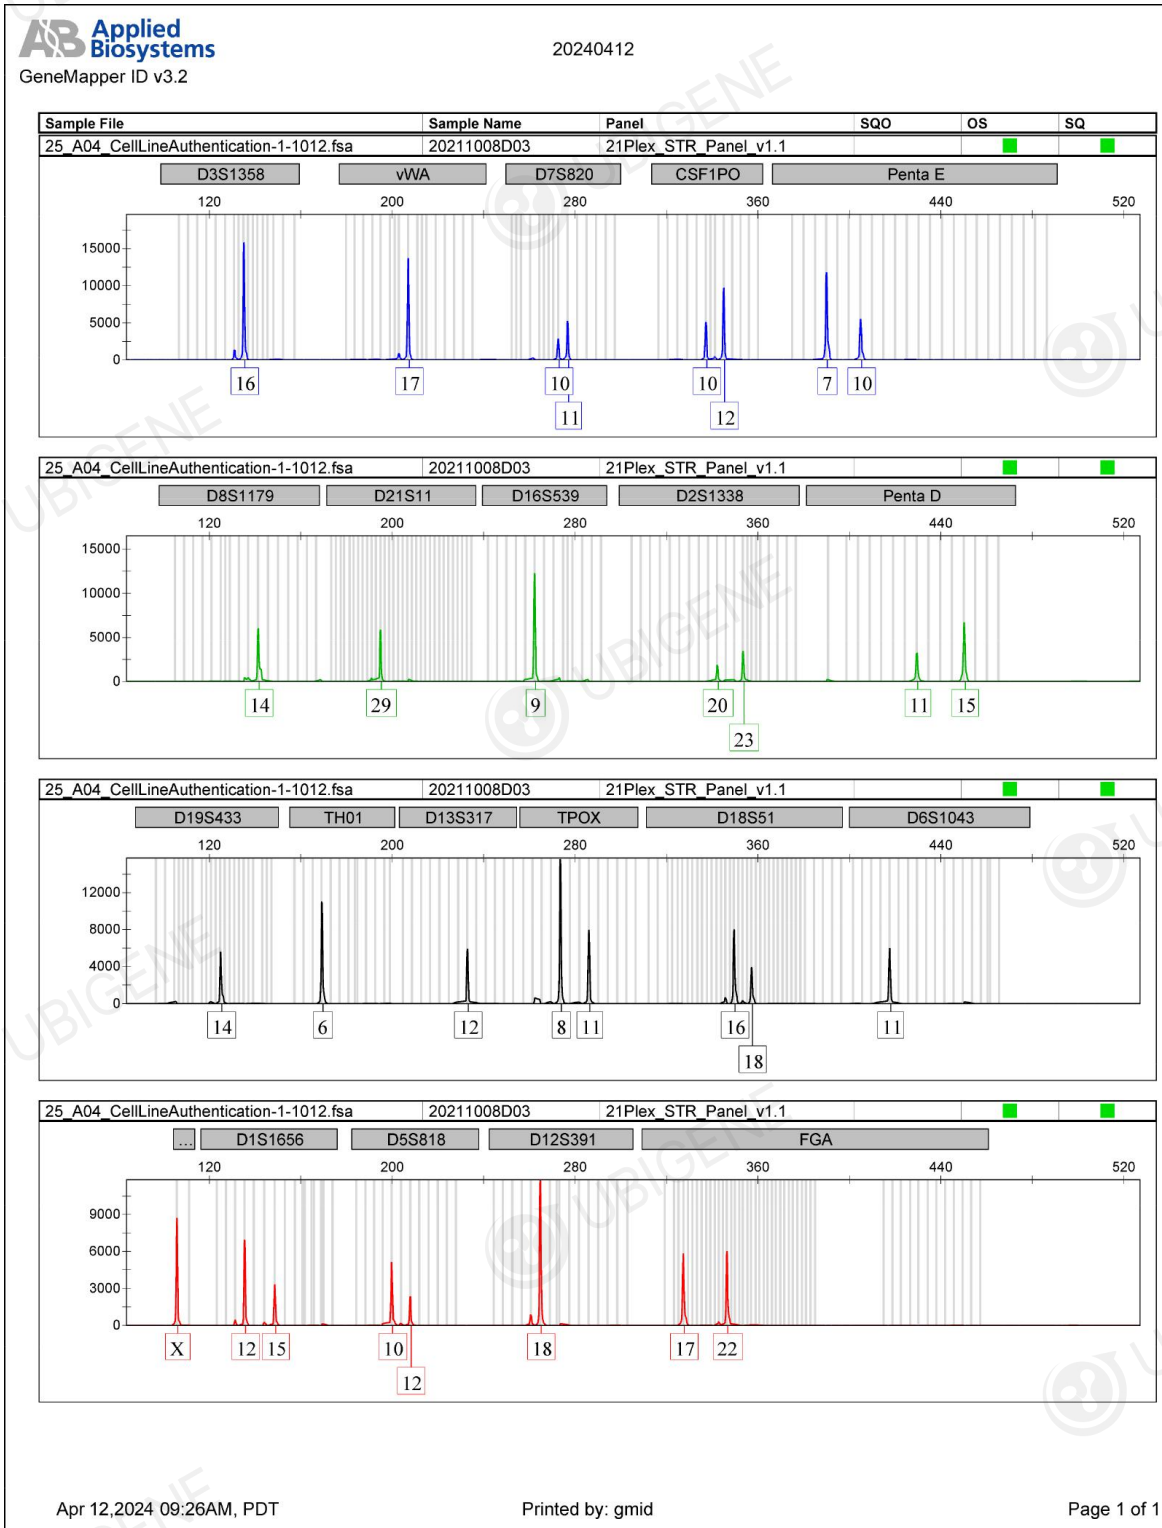 AB Applied Biosystems
GeneMapper ID v3.2
20240412
Sample File Sample Name Panel SQO OS SQ
25_A04_CellLineAuthentication-1-1012.fsa 20211008D03 21Plex_STR_Panel_v1.1
D3S1358 vWA D7S820 CSF1PO Penta E
120 200 280 360 440 520
15000
10000
5000
0
16 17 10 10 7 10
11 12
25_A04_CellLineAuthentication-1-1012.fsa 20211008D03 21Plex_STR_Panel_v1.1
D8S1179 D21S11 D16S539 D2S1338 Penta D
120 200 280 360 440 520
15000
10000
5000
0
14 29 9 20 11 15
23
25_A04_CellLineAuthentication-1-1012.fsa 20211008D03 21Plex_STR_Panel_v1.1
D19S433 TH01 D13S317 TPOX D18S51 D6S1043
120 200 280 360 440 520
12000
8000
4000
0
14 6 12 8 11 16 11
18
25_A04_CellLineAuthentication-1-1012.fsa 20211008D03 21Plex_STR_Panel_v1.1
... D1S1656 D5S818 D12S391 FGA
120 200 280 360 440 520
9000
6000
3000
0
X 12 15 10 18 17 22
12
Apr 12,2024 09:26AM, PDT Printed by: gmid Page 1 of 1
UBIGENE
UBIGENE
UBIGENE
UBIGENE
UBIGENE